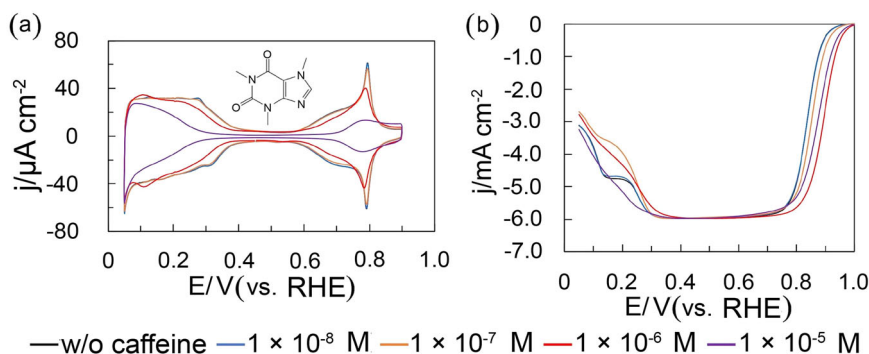 (a)
80
40
0
-40
-80
j/μA cm⁻²
0 0.2 0.4 0.6 0.8 1.0
E/V(vs. RHE)
O
N
N
O
N
N
(b)
0
-1.0
-2.0
-3.0
-4.0
-5.0
-6.0
-7.0
j/mA cm⁻²
0 0.2 0.4 0.6 0.8 1.0
E/V(vs. RHE)
w/o caffeine 1 × 10⁻⁸ M 1 × 10⁻⁷ M 1 × 10⁻⁶ M 1 × 10⁻⁵ M